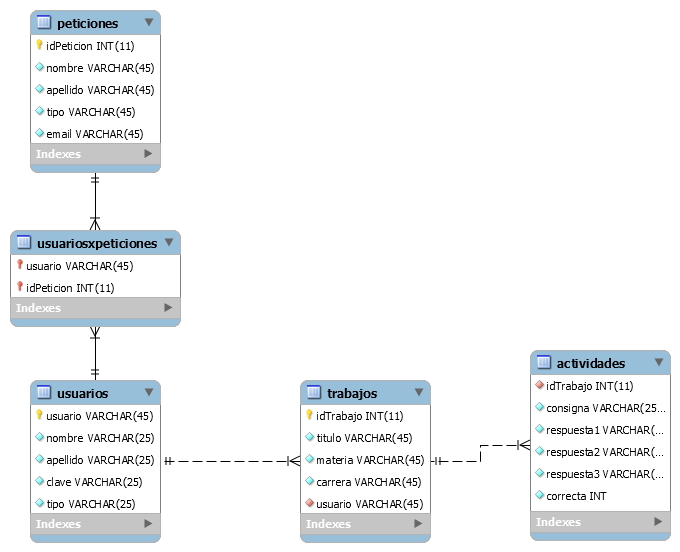 peticiones
idPeticion INT(11)
nombre VARCHAR(45)
apellido VARCHAR(45)
tipo VARCHAR(45)
email VARCHAR(45)
Indexes
usuariosxpeticiones
usuario VARCHAR(45)
idPeticion INT(11)
Indexes
usuarios
usuario VARCHAR(45)
nombre VARCHAR(25)
apellido VARCHAR(25)
clave VARCHAR(25)
tipo VARCHAR(25)
Indexes
trabajos
idTrabajo INT(11)
titulo VARCHAR(45)
materia VARCHAR(45)
carrera VARCHAR(45)
usuario VARCHAR(45)
Indexes
actividades
idTrabajo INT(11)
consigna VARCHAR(25...
respuesta1 VARCHAR(...
respuesta2 VARCHAR(...
respuesta3 VARCHAR(...
correcta INT
Indexes